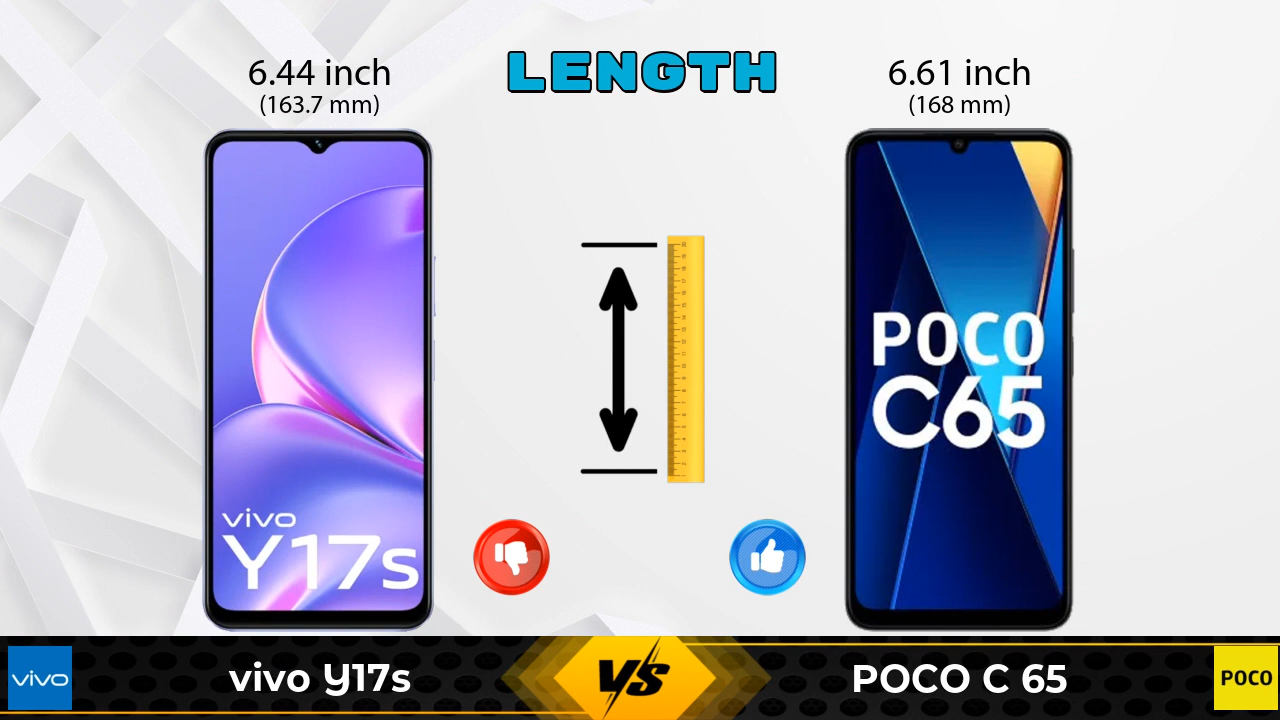 LENGTH
6.44 inch
(163.7 mm)
6.61 inch
(168 mm)
vivo
Y17s
POCO
C65
vivo
vivo Y17s
VS
POCO C 65
POCO